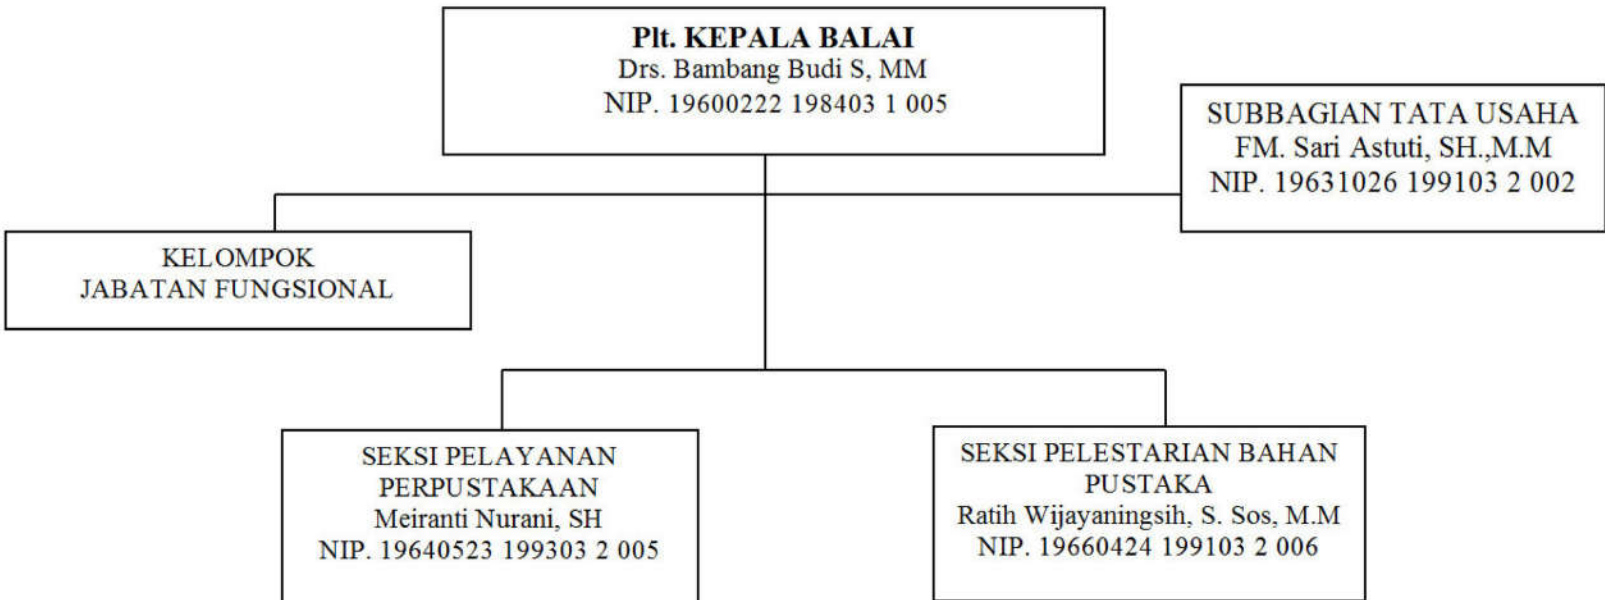 Plt. KEPALA BALAI
Drs. Bambang Budi S, MM
NIP. 19600222 198403 1 005
SUBBAGIAN TATA USAHA
FM. Sari Astuti, SH.,M.M
NIP. 19631026 199103 2 002
KELOMPOK
JABATAN FUNGSIONAL
SEKSI PELAYANAN
PERPUSTAKAAN
Meiranti Nurani, SH
NIP. 19640523 199303 2 005
SEKSI PELESTARIAN BAHAN
PUSTAKA
Ratih Wijayaningsih, S. Sos, M.M
NIP. 19660424 199103 2 006